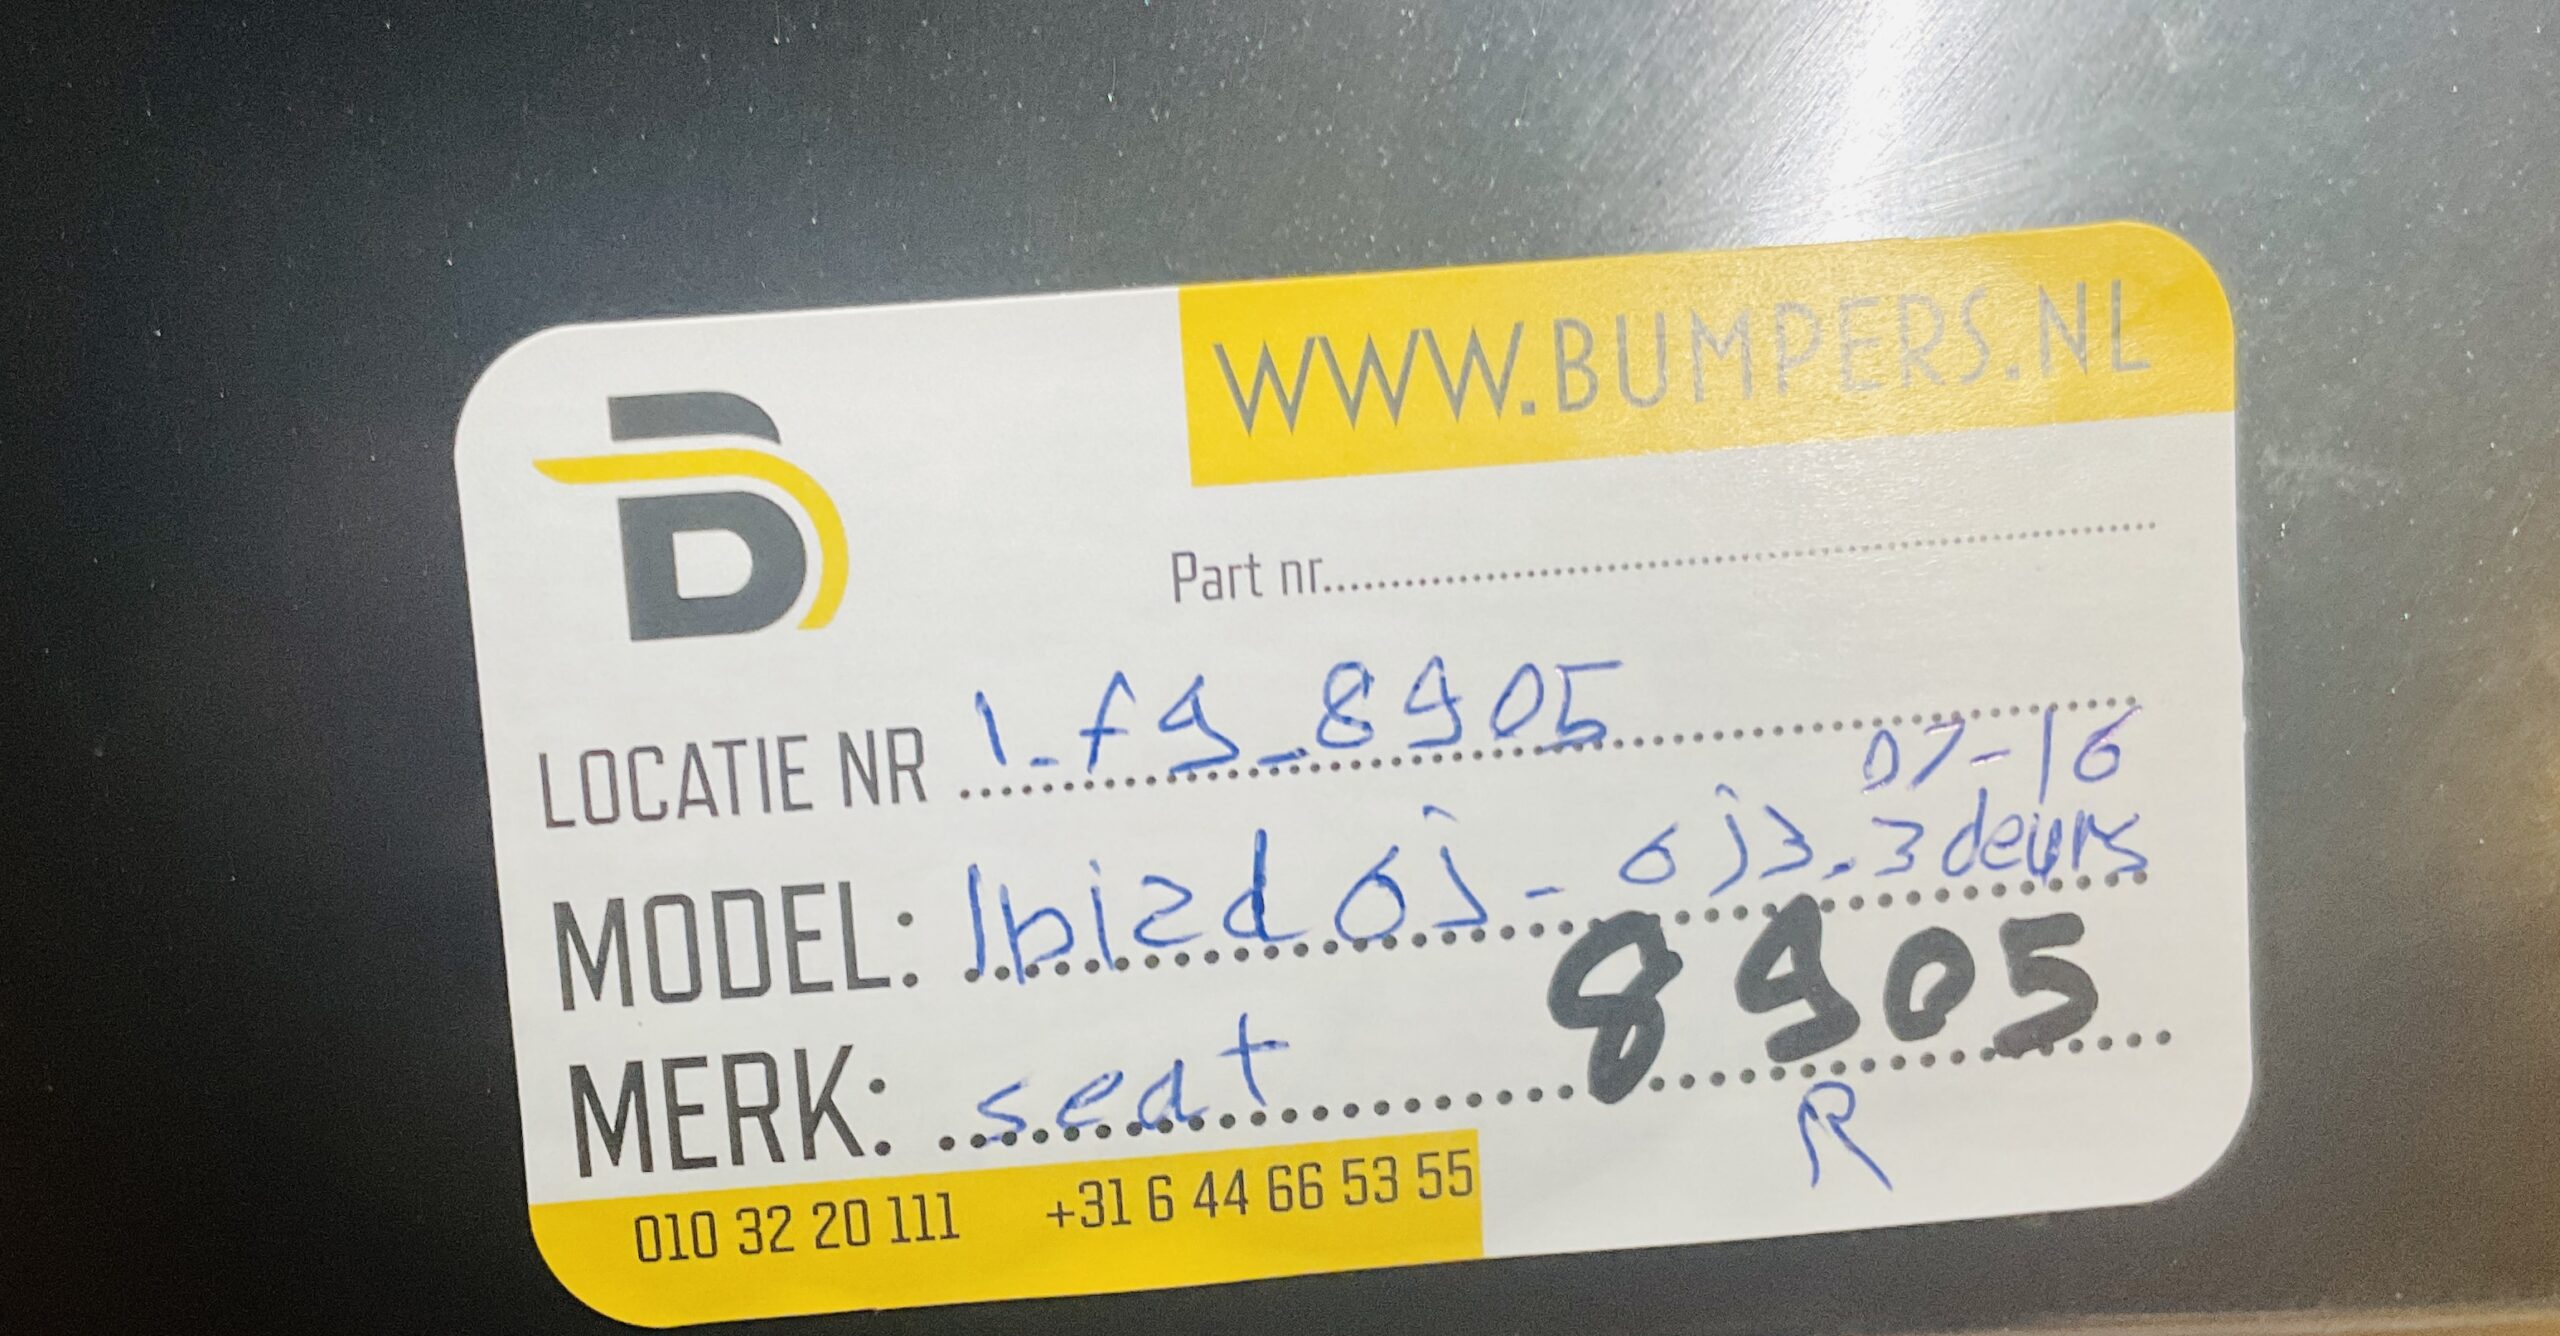 WWW.BUMPERS.NL
Part nr.
LOCATIE NR 1-f9-8905
07-16
MODEL: Ibiza 6j - 6j3.3deurs
MERK: seat 8905
R
010 32 20 111 +31 6 44 66 53 55